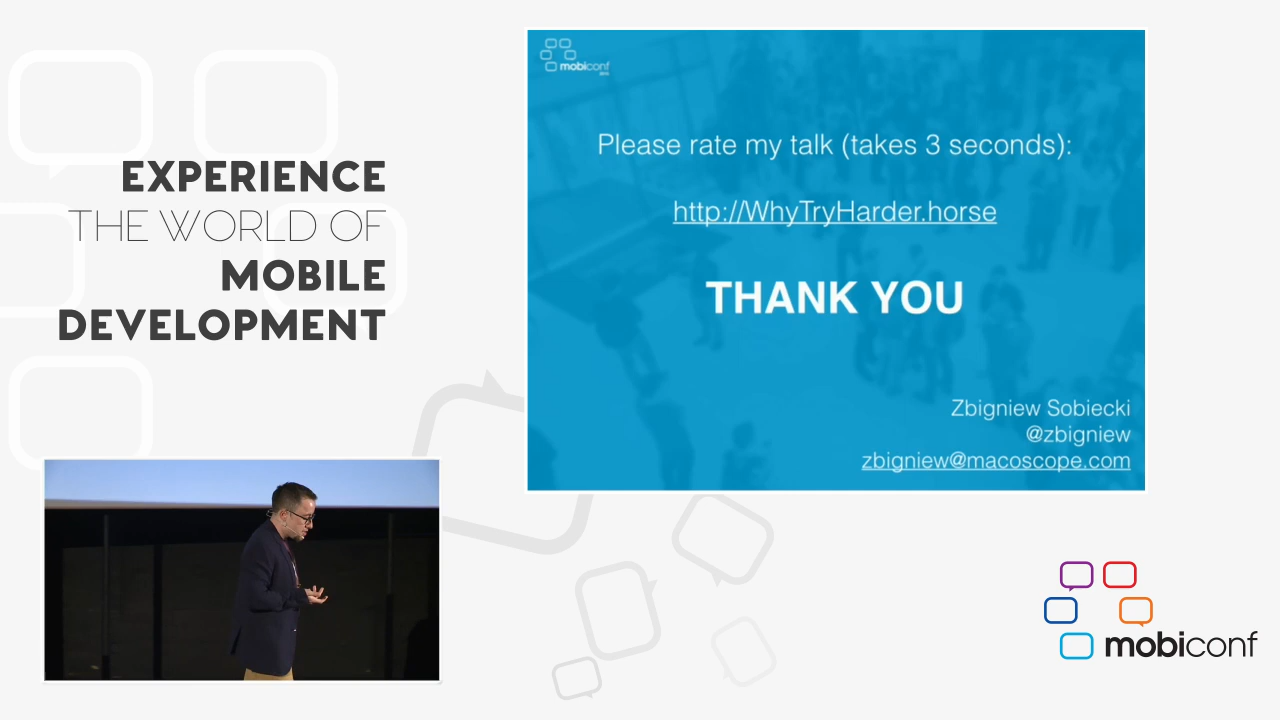 EXPERIENCE
THE WORLD OF
MOBILE
DEVELOPMENT
mobiconf
Please rate my talk (takes 3 seconds):
http://WhyTryHarder.horse
THANK YOU
Zbigniew Sobiecki
@zbigniew
zbigniew@macoscope.com
mobiconf